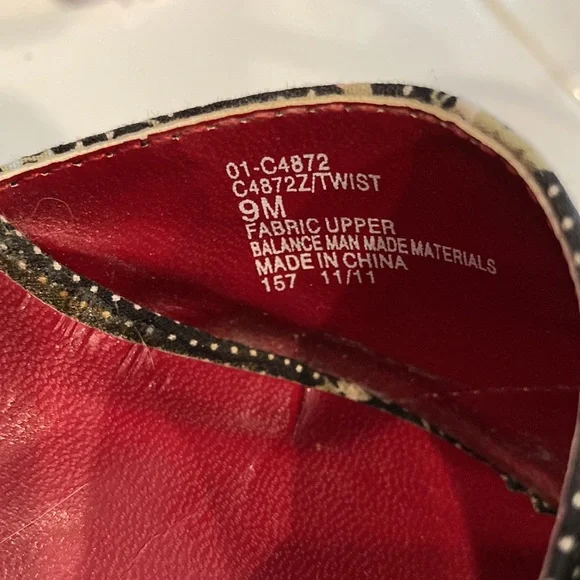 01-C4872
C4872Z/TWIST
9M
FABRIC UPPER
BALANCE MAN MADE MATERIALS
MADE IN CHINA
157 11/11